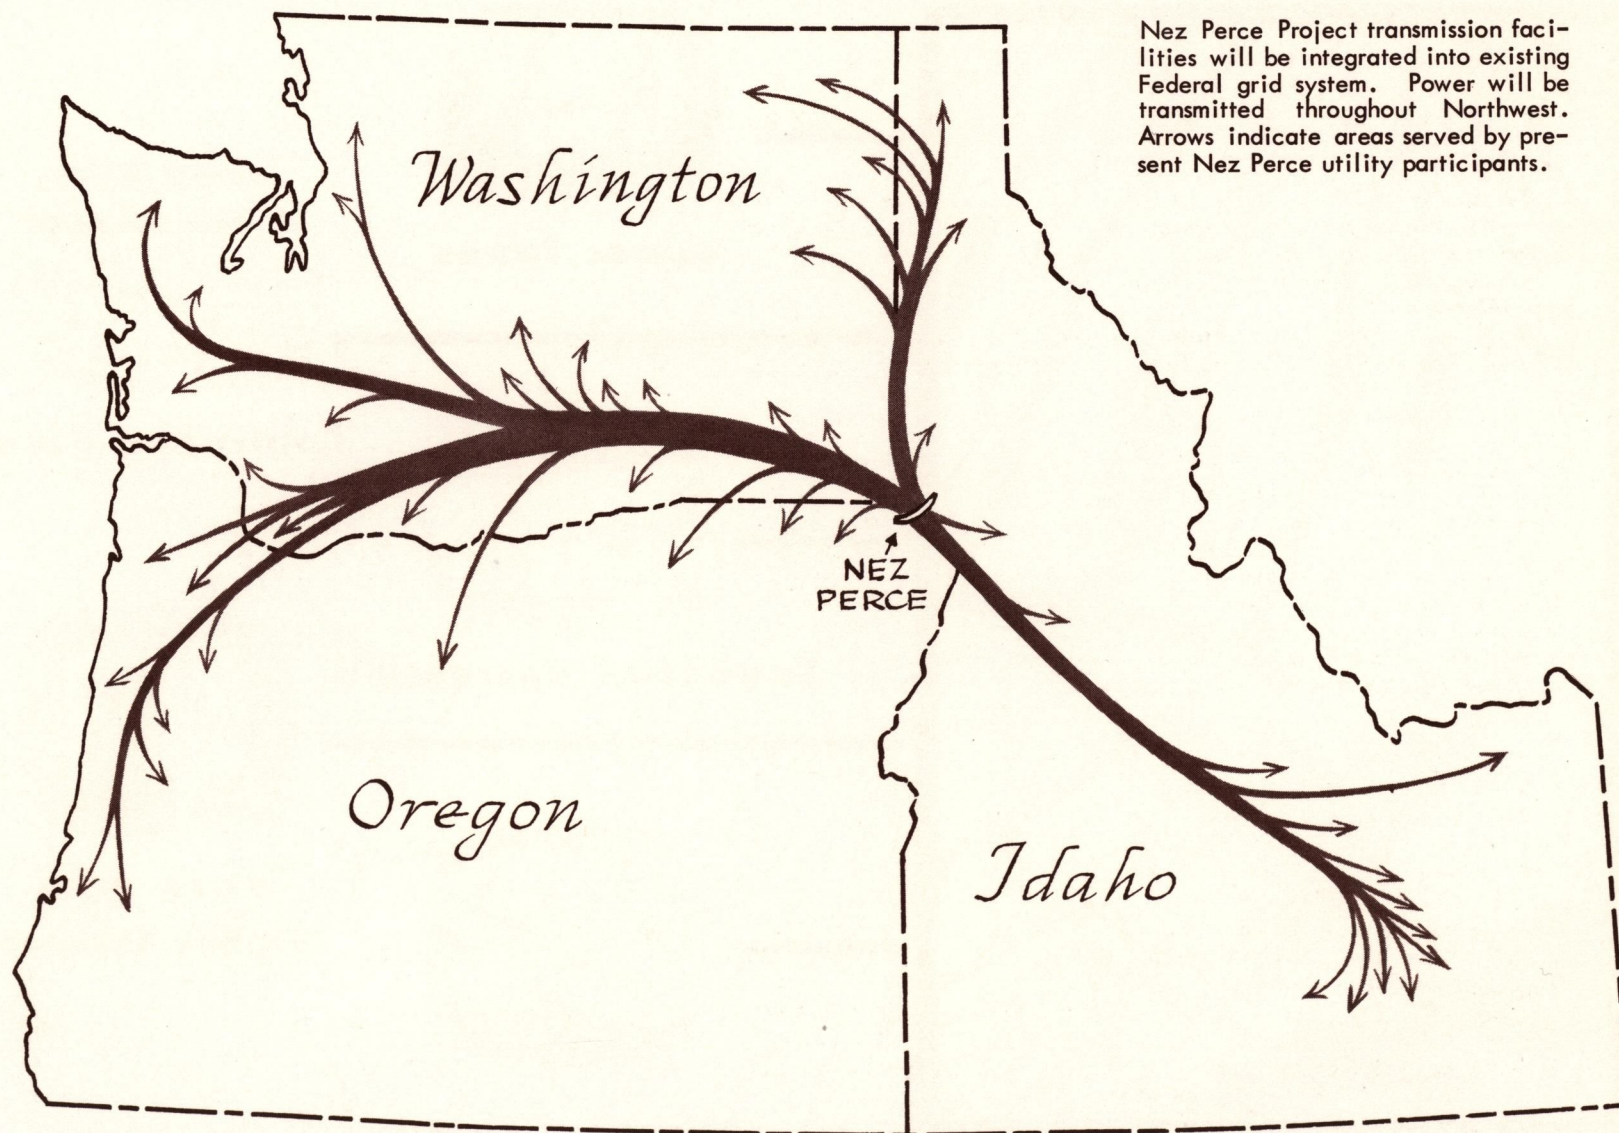 Nez Perce Project transmission faci-
lities will be integrated into existing
Federal grid system. Power will be
transmitted throughout Northwest.
Arrows indicate areas served by pre-
sent Nez Perce utility participants.
Washington
NEZ
PERCE
Oregon
Idaho